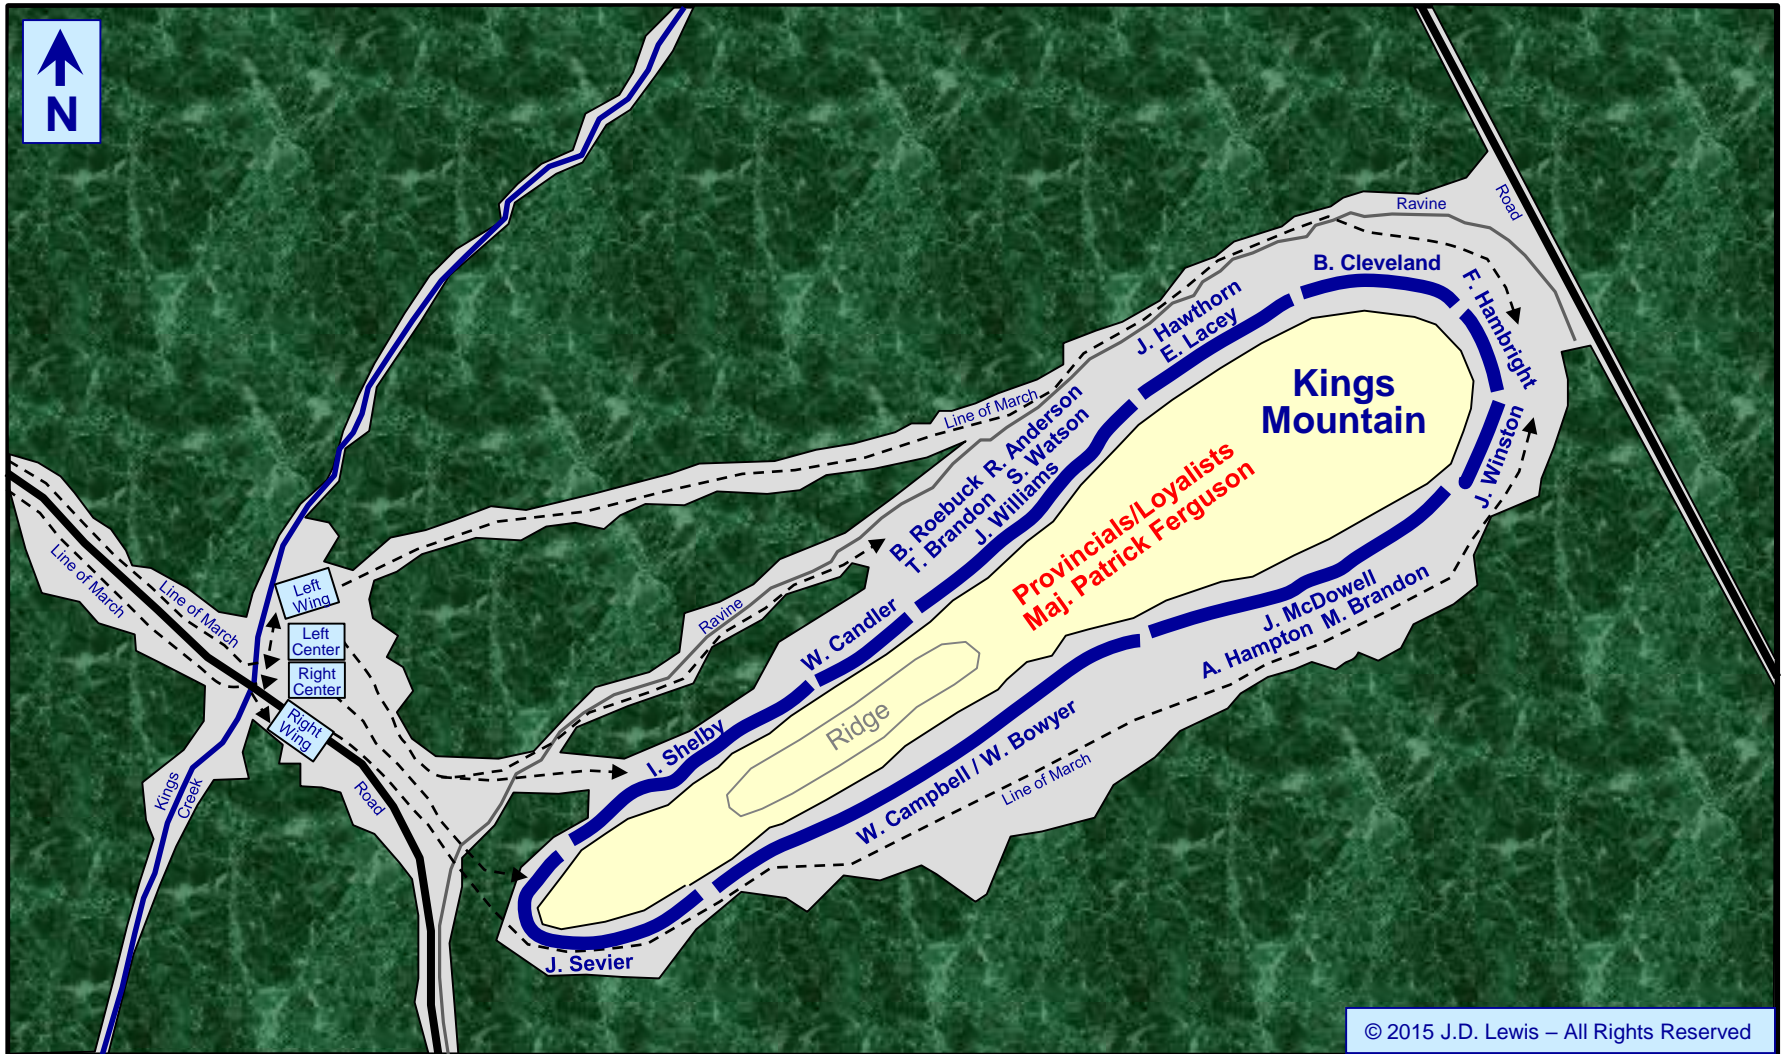 N
Ravine
Road
B. Cleveland
F. Hambright
J. Hawthorn
E. Lacey
Kings
Mountain
Line of March
B. Roebuck R. Anderson
T. Brandon S. Watson
J. Williams
J. Winston
Provincials/Loyalists
Maj. Patrick Ferguson
Line of March
Line of March
Left
Wing
Left
Center
Right
Center
Right
Wing
Ravine
W. Candler
J. McDowell
A. Hampton M. Brandon
I. Shelby
Ridge
W. Campbell / W. Bowyer
Line of March
Kings
Creek
Road
J. Sevier
© 2015 J.D. Lewis – All Rights Reserved